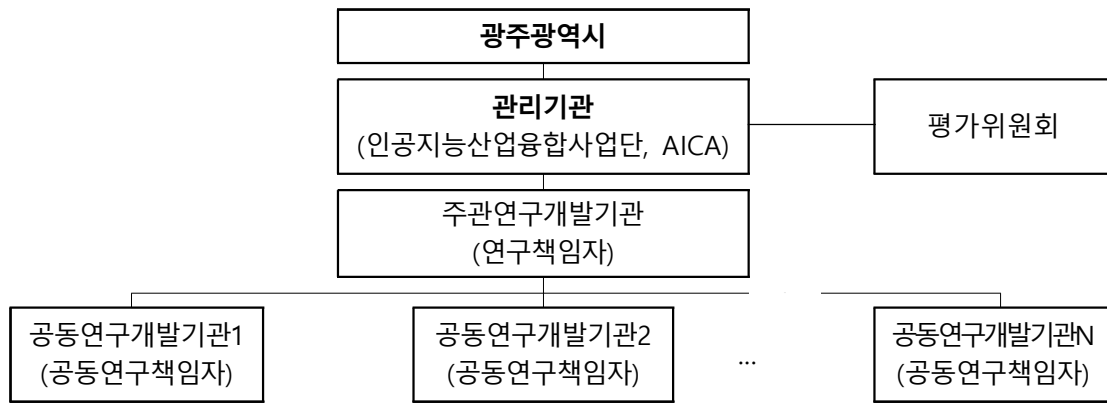 광주광역시
관리기관
(인공지능산업융합사업단, AICA)
평가위원회
주관연구개발기관
(연구책임자)
공동연구개발기관1
(공동연구책임자)
공동연구개발기관2
(공동연구책임자)
...
공동연구개발기관N
(공동연구책임자)